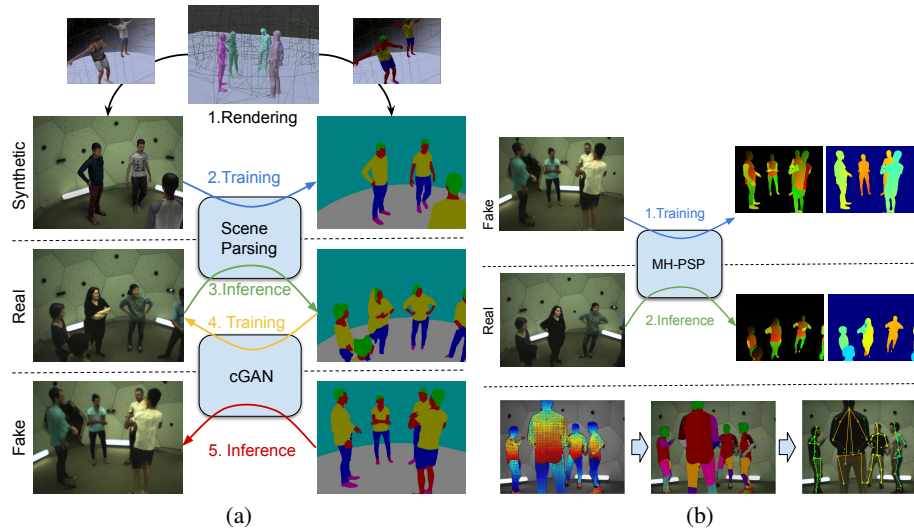 1.Rendering
Synthetic
2.Training
Scene
Parsing
Real
3.Inference
4. Training
cGAN
Fake
5. Inference
(a)
Fake
1.Training
MH-PSP
Real
2.Inference
(b)